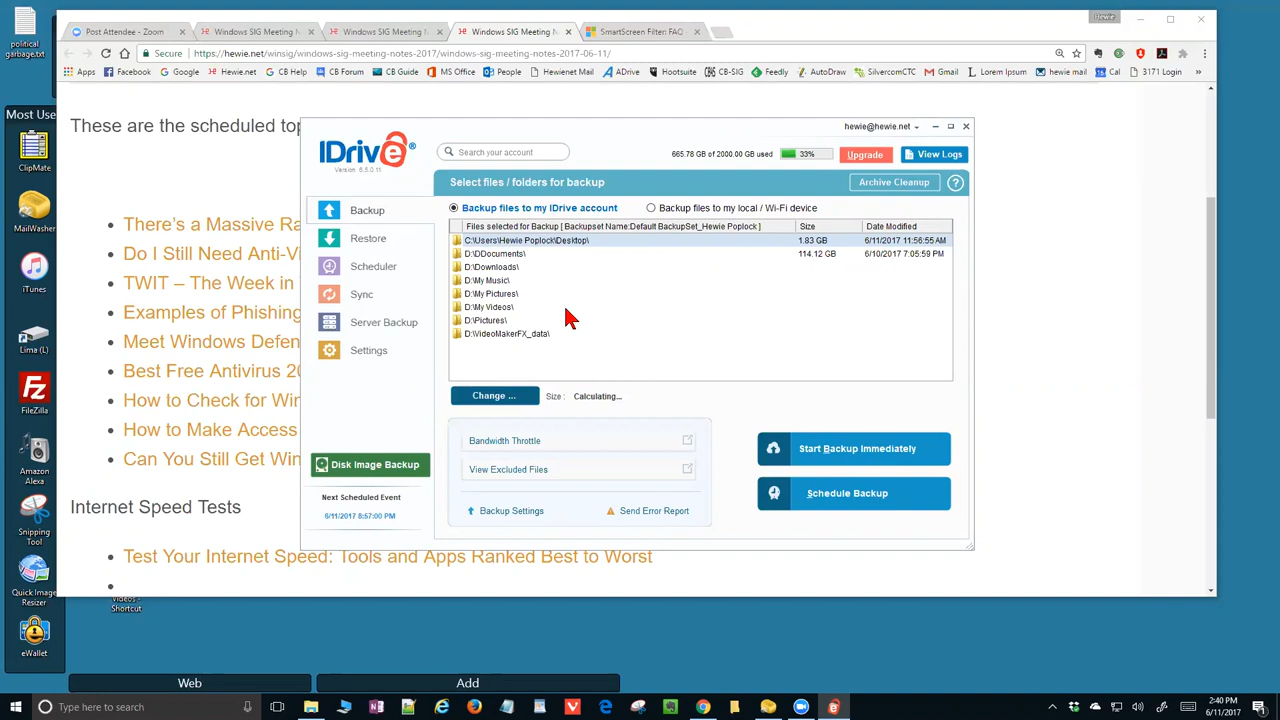 political
garbage.txt
Hewie
Post Attendee - Zoom
Windows SIG Meeting N
Windows SIG Meeting N
Windows SIG Meeting N
SmartScreen Filter: FAQ
Secure
https://hewie.net/winsig/windows-sig-meeting-notes-2017/windows-sig-meeting-notes-2017-06-11/
Apps
Facebook
Google
Hewie.net
CB Help
CB Forum
CB Guide
MS Office
People
Hewienet Mail
ADrive
Hootsuite
CB-SIG
Feedly
AutoDraw
SilvercomCTC
Gmail
Lorem Ipsum
hewie mail
16
Cal
3171 Login
Most Use
ClipMate
MailWasher
iTunes
Lima (L)
FileZilla
Amazon
Alexa
Snipping
Tool
Quick Image
Resizer
eWallet
These are the scheduled top
There's a Massive Ra
Do I Still Need Anti-Vi
TWIT – The Week in
Examples of Phishing
Meet Windows Defen
Best Free Antivirus 20
How to Check for Win
How to Make Access
Can You Still Get Win
Internet Speed Tests
Test Your Internet Speed: Tools and Apps Ranked Best to Worst
Videos -
Shortcut
hewie@hewie.net
IDrive®
Version 6.5.0.11
Search your account
665.78 GB of 2000.00 GB used
33%
Upgrade
View Logs
Select files / folders for backup
Archive Cleanup
?
Backup
Restore
Scheduler
Sync
Server Backup
Settings
Disk Image Backup
Next Scheduled Event
6/11/2017 8:57:00 PM
Backup files to my IDrive account
Backup files to my local / Wi-Fi device
Files selected for Backup [ Backupset Name:Default BackupSet_Hewie Poplock ]
Size
Date Modified
C:\Users\Hewie Poplock\Desktop\
1.83 GB
6/11/2017 11:56:55 AM
D:\DDocuments\
114.12 GB
6/10/2017 7:05:59 PM
D:\Downloads\
D:\My Music\
D:\My Pictures\
D:\My Videos\
D:\Pictures\
D:\VideoMakerFX_data\
Change ...
Size :
Calculating...
Bandwidth Throttle
View Excluded Files
Backup Settings
Send Error Report
Start Backup Immediately
Schedule Backup
Web
Add
Type here to search
2:40 PM
6/11/2017